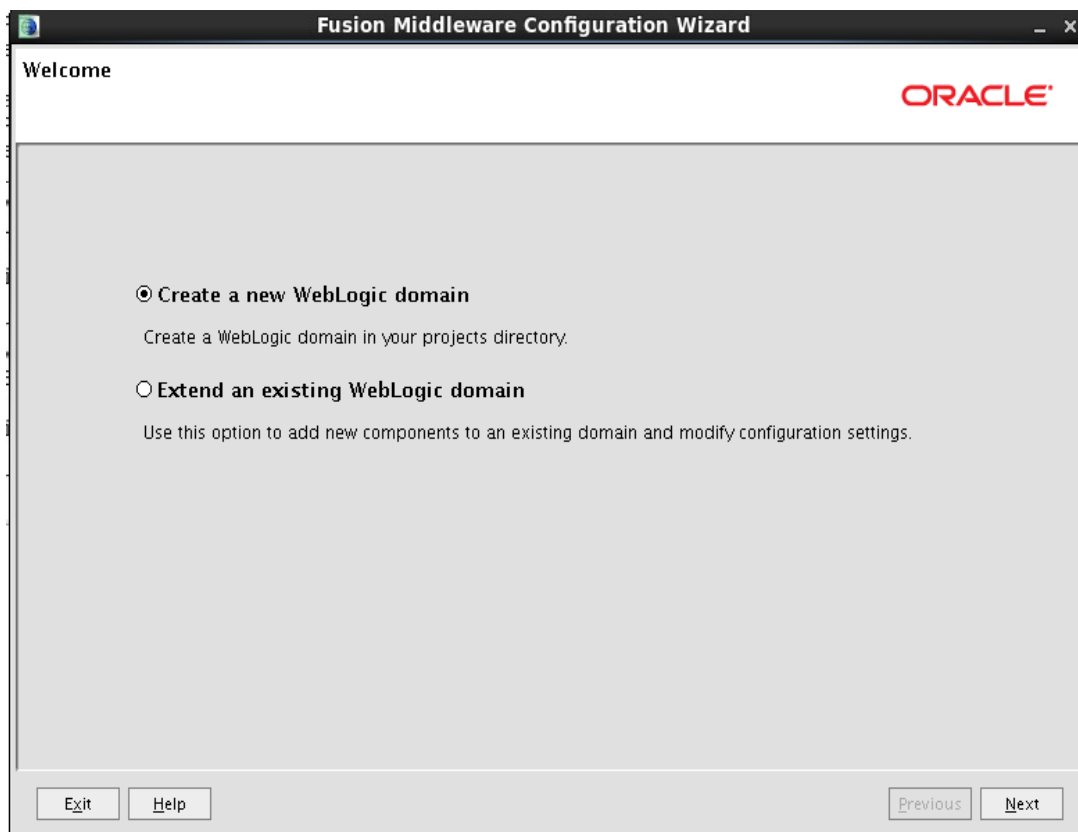 Fusion Middleware Configuration Wizard
Welcome
ORACLE
Create a new WebLogic domain
Create a WebLogic domain in your projects directory.
Extend an existing WebLogic domain
Use this option to add new components to an existing domain and modify configuration settings.
Exit Help Previous Next